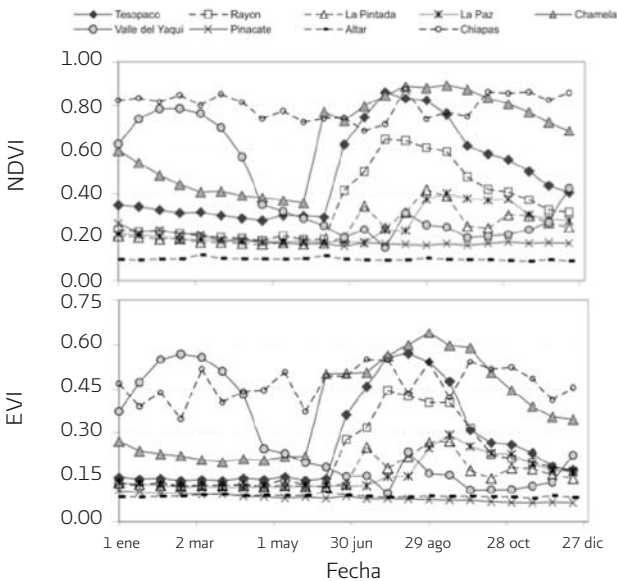 Tesopaco Rayon La Pintada La Paz Chamela
Valle del Yaqui Pinacate Altar Chiapas
1.00
0.80
0.60
0.40
0.20
0.00
NDVI
0.75
0.60
0.45
0.30
0.15
0.00
EVI
1 ene 2 mar 1 may 30 jun 29 ago 28 oct 27 dic
Fecha